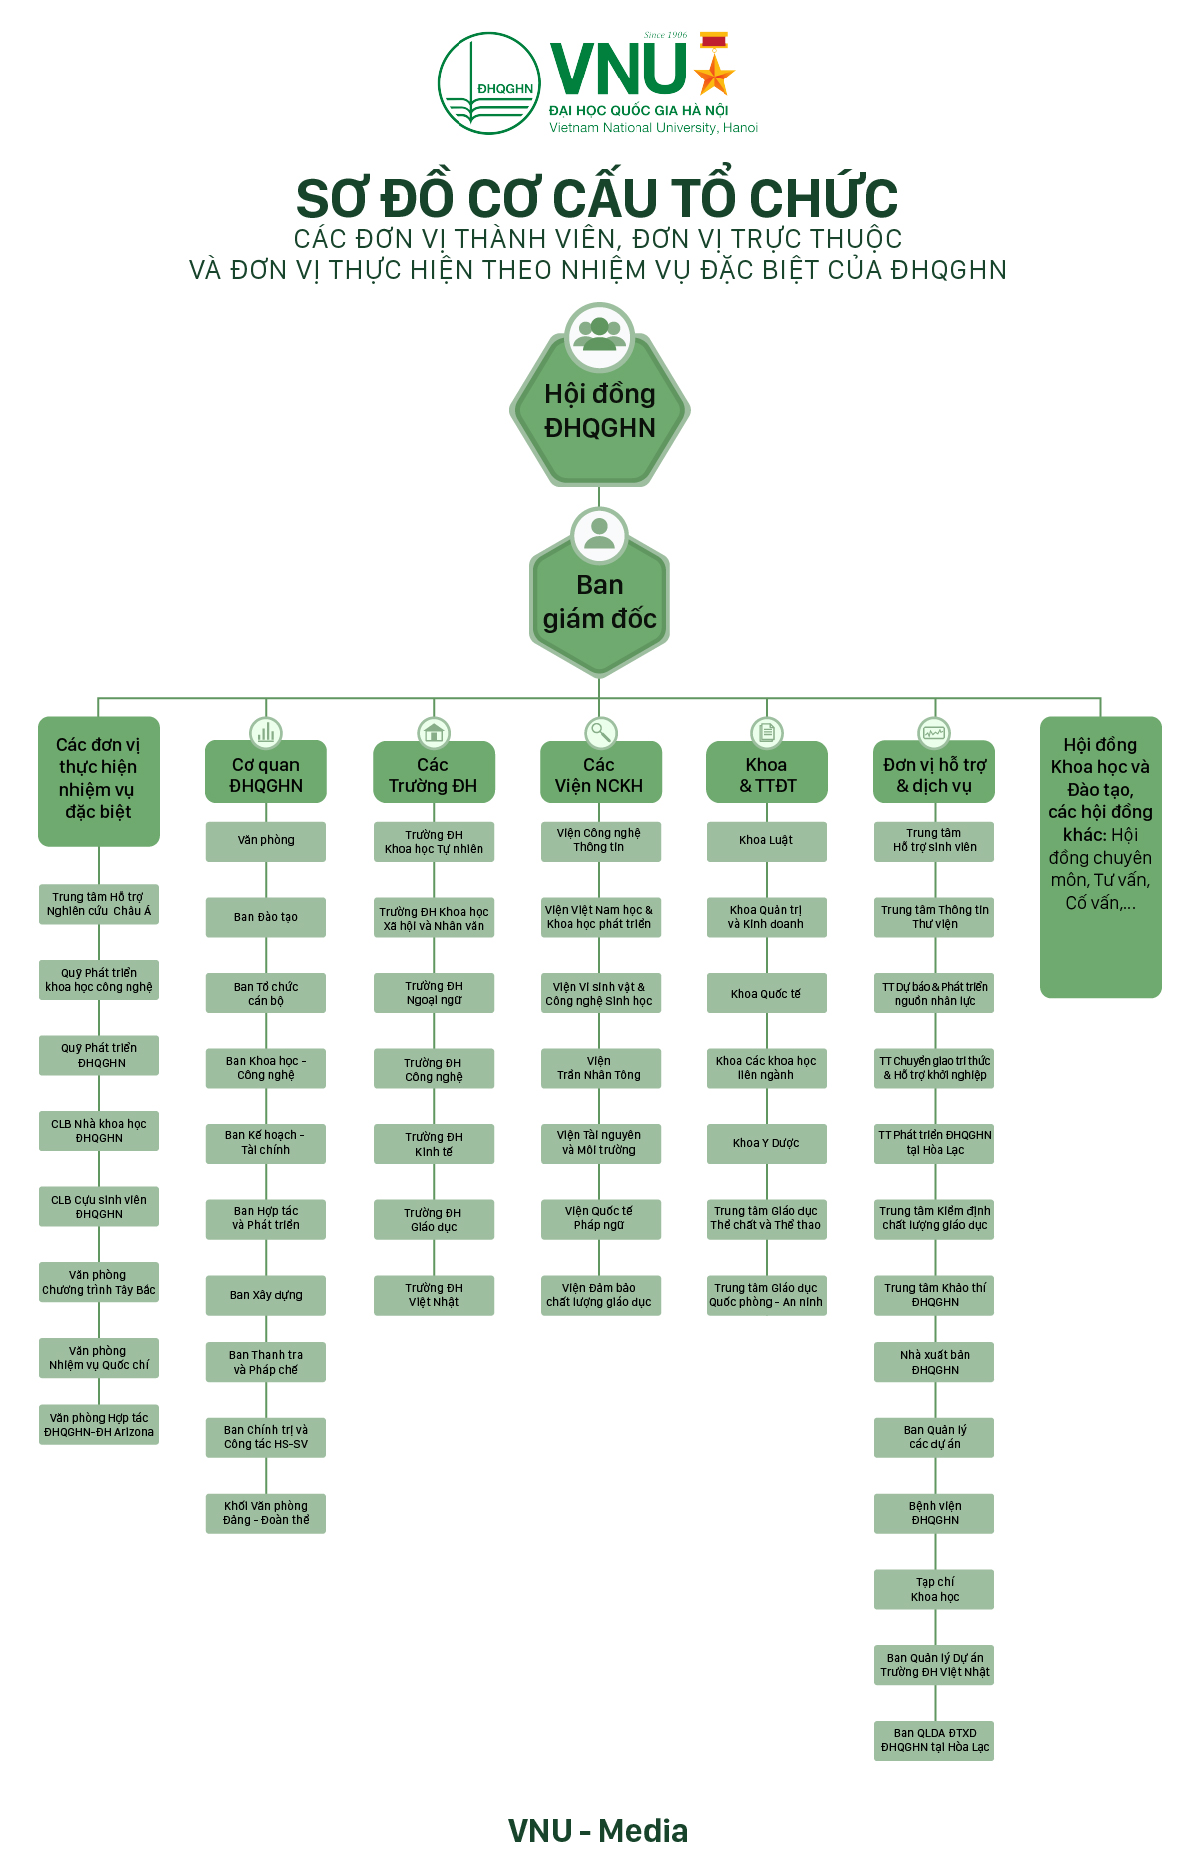 Since 1906
ĐHQGHN
VNU
ĐẠI HỌC QUỐC GIA HÀ NỘI
Vietnam National University, Hanoi
SƠ ĐỒ CƠ CẤU TỔ CHỨC
CÁC ĐƠN VỊ THÀNH VIÊN, ĐƠN VỊ TRỰC THUỘC
VÀ ĐƠN VỊ THỰC HIỆN THEO NHIỆM VỤ ĐẶC BIỆT CỦA ĐHQGHN
Hội đồng
ĐHQGHN
Ban
giám đốc
Các đơn vị
thực hiện
nhiệm vụ
đặc biệt
Trung tâm Hỗ trợ
Nghiên cứu Châu Á
Quỹ Phát triển
khoa học công nghệ
Quỹ Phát triển
ĐHQGHN
CLB Nhà khoa học
ĐHQGHN
CLB Cựu sinh viên
ĐHQGHN
Văn phòng
Chương trình Tây Bắc
Văn phòng
Nhiệm vụ Quốc chí
Văn phòng Hợp tác
ĐHQGHN-ĐH Arizona
Cơ quan
ĐHQGHN
Văn phòng
Ban Đào tạo
Ban Tổ chức
cán bộ
Ban Khoa học -
Công nghệ
Ban Kế hoạch -
Tài chính
Ban Hợp tác
và Phát triển
Ban Xây dựng
Ban Thanh tra
và Pháp chế
Ban Chính trị và
Công tác HS-SV
Khối Văn phòng
Đảng - Đoàn thể
Các
Trường ĐH
Trường ĐH
Khoa học Tự nhiên
Trường ĐH Khoa học
Xã hội và Nhân văn
Trường ĐH
Ngoại ngữ
Trường ĐH
Công nghệ
Trường ĐH
Kinh tế
Trường ĐH
Giáo dục
Trường ĐH
Việt Nhật
Các
Viện NCKH
Viện Công nghệ
Thông tin
Viện Việt Nam học &
Khoa học phát triển
Viện Vi sinh vật &
Công nghệ Sinh học
Viện
Trần Nhân Tông
Viện Tài nguyên
và Môi trường
Viện Quốc tế
Pháp ngữ
Viện Đảm bảo
chất lượng giáo dục
Khoa
& TTĐT
Khoa Luật
Khoa Quản trị
và Kinh doanh
Khoa Quốc tế
Khoa Các khoa học
liên ngành
Khoa Y Dược
Trung tâm Giáo dục
Thể chất và Thể thao
Trung tâm Giáo dục
Quốc phòng - An ninh
Đơn vị hỗ trợ
& dịch vụ
Trung tâm
Hỗ trợ sinh viên
Trung tâm Thông tin
Thư viện
TT Dự báo & Phát triển
nguồn nhân lực
TT Chuyển giao tri thức
& Hỗ trợ khởi nghiệp
TT Phát triển ĐHQGHN
tại Hòa Lạc
Trung tâm Kiểm định
chất lượng giáo dục
Trung tâm Khảo thí
ĐHQGHN
Nhà xuất bản
ĐHQGHN
Ban Quản lý
các dự án
Bệnh viện
ĐHQGHN
Tạp chí
Khoa học
Ban Quản lý Dự án
Trường ĐH Việt Nhật
Ban QLDA ĐTXD
ĐHQGHN tại Hòa Lạc
Hội đồng
Khoa học và
Đào tạo,
các hội đồng
khác: Hội
đồng chuyên
môn, Tư vấn,
Cố vấn,...
VNU - Media